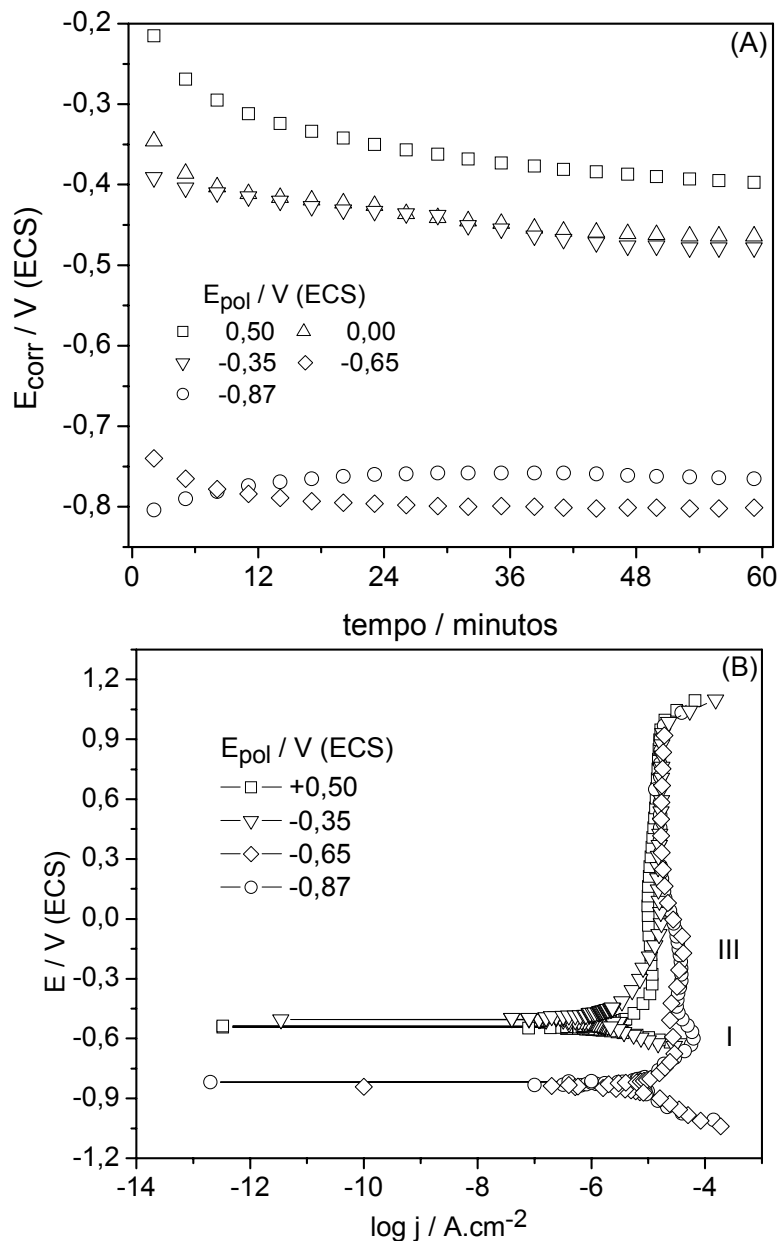 (A)
-0,2
-0,3
-0,4
-0,5
-0,6
-0,7
-0,8
E_corr / V (ECS)
E_pol / V (ECS)
0,50 0,00
-0,35 -0,65
-0,87
0 12 24 36 48 60
tempo / minutos
(B)
1,2
0,9
0,6
0,3
0,0
-0,3
-0,6
-0,9
-1,2
E / V (ECS)
E_pol / V (ECS)
+0,50
-0,35
-0,65
-0,87
III
I
-14 -12 -10 -8 -6 -4
log j / A.cm⁻²